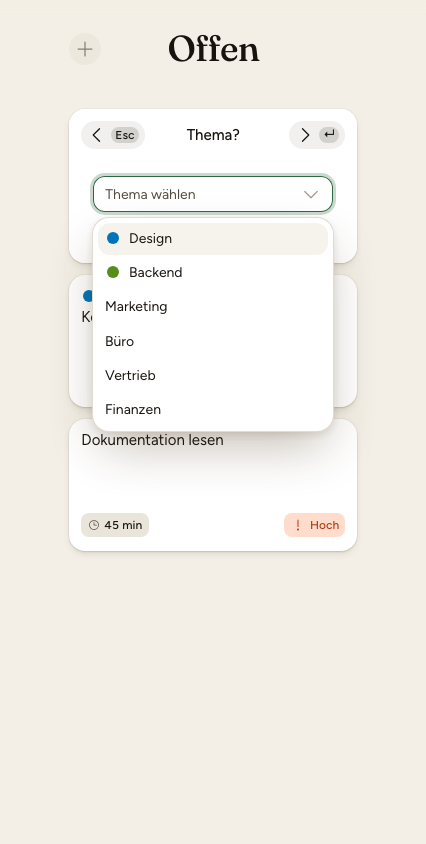 Offen
Esc
Thema?
Thema wählen
Design
Backend
Marketing
Büro
Vertrieb
Finanzen
Dokumentation lesen
45 min
! Hoch